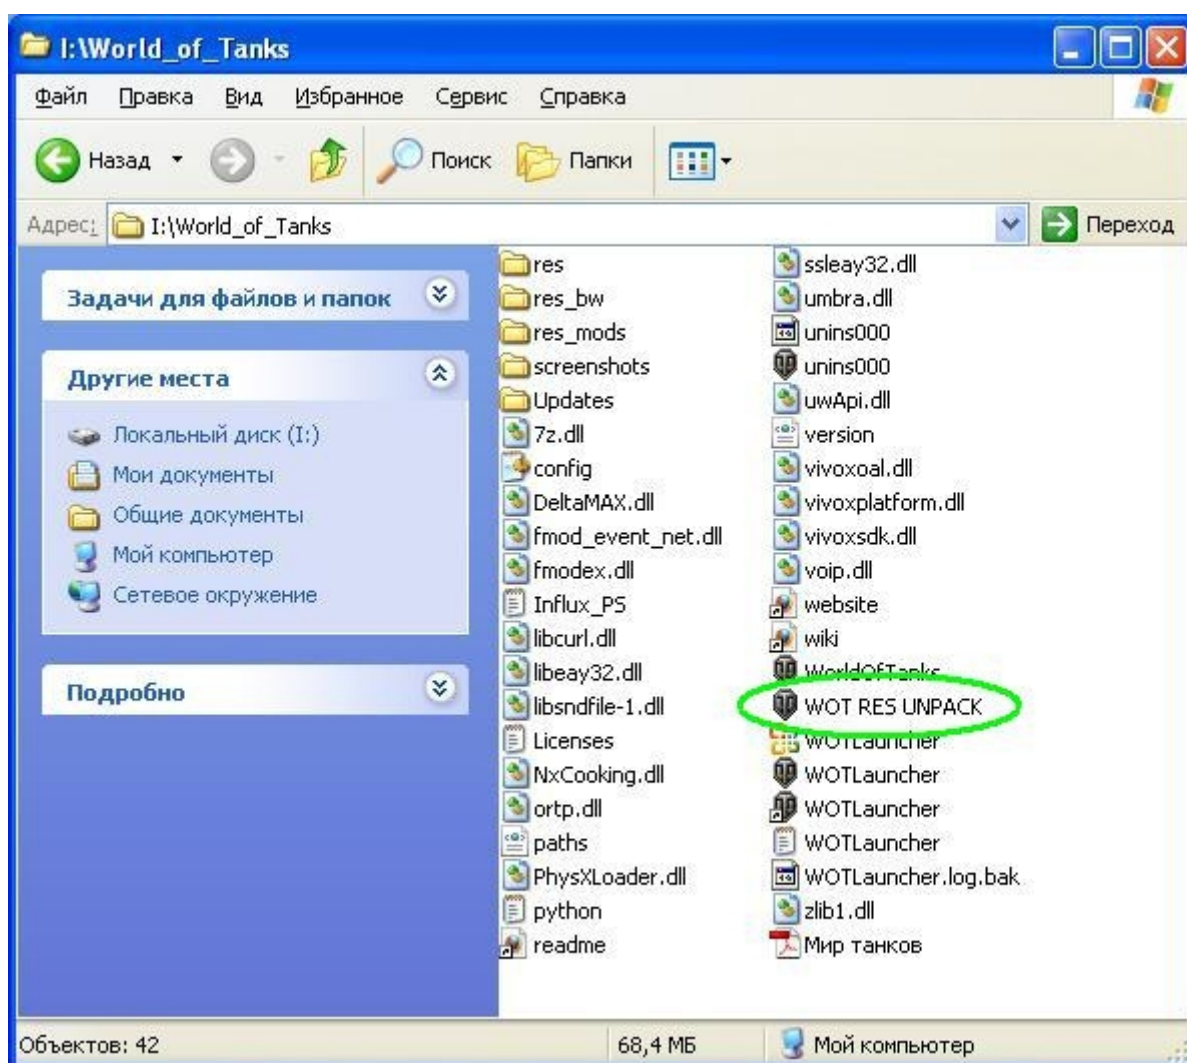 I:\World_of_Tanks
Файл Правка Вид Избранное Сервис Справка
Назад Поиск Папки
Адрес: I:\World_of_Tanks Переход
Задачи для файлов и папок
Другие места
Локальный диск (I:)
Мои документы
Общие документы
Мой компьютер
Сетевое окружение
Подробно
res
res_bw
res_mods
screenshots
Updates
7z.dll
config
DeltaMAX.dll
fmod_event_net.dll
fmodex.dll
Influx_PS
libcurl.dll
libeay32.dll
libsndfile-1.dll
Licenses
NxCooking.dll
ortp.dll
paths
PhysXLoader.dll
python
readme
ssleay32.dll
umbra.dll
unins000
unins000
uwApi.dll
version
vivoxoal.dll
vivoxplatform.dll
vivoxsdk.dll
voip.dll
website
wiki
WorldOfTanks
WOT RES UNPACK
WOTLauncher
WOTLauncher
WOTLauncher
WOTLauncher
WOTLauncher.log.bak
zlib1.dll
Мир танков
Объектов: 42 68,4 МБ Мой компьютер